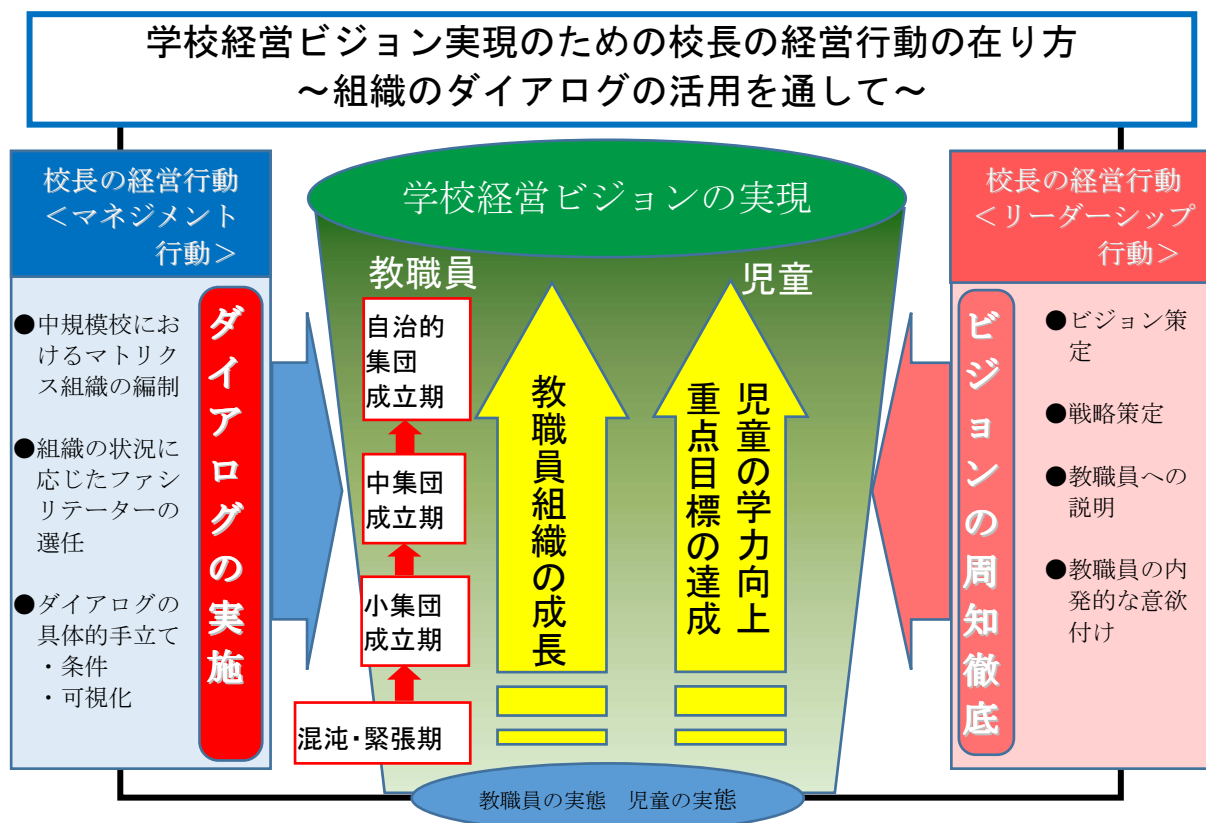 学校経営ビジョン実現のための校長の経営行動の在り方
～組織のダイアログの活用を通して～
校長の経営行動
＜マネジメント
行動＞
●中規模校にお
けるマトリク
ス組織の編制
●組織の状況に
応じたファシ
リテーターの
選任
●ダイアログの
具体的手立て
・条件
・可視化
ダイアログの実施
学校経営ビジョンの実現
教職員
自治的
集団
成立期
中集団
成立期
小集団
成立期
混沌・緊張期
教職員組織の成長
児童
児童の学力向上
重点目標の達成
教職員の実態　児童の実態
校長の経営行動
＜リーダーシップ
行動＞
ビジョンの周知徹底
●ビジョン策
定
●戦略策定
●教職員への
説明
●教職員の内
発的な意欲
付け